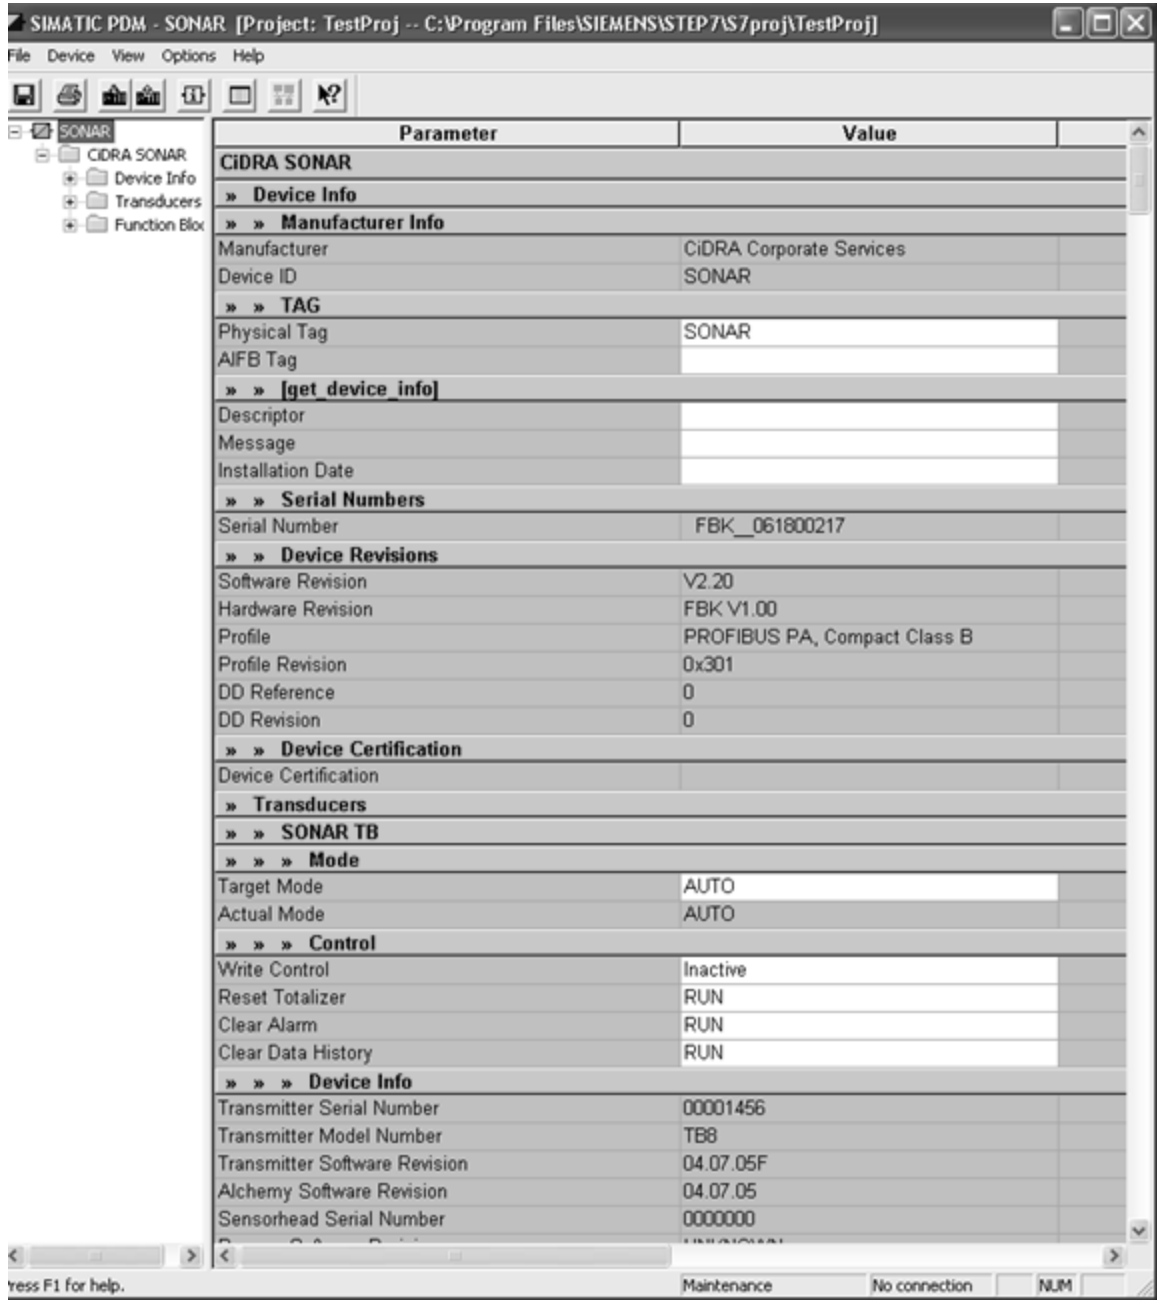 SIMATIC PDM - SONAR [Project: TestProj -- C:\Program Files\SIEMENS\STEP7\S7proj\TestProj]
File Device View Options Help
SONAR
CiDRA SONAR
Device Info
Transducers
Function Bloc
Parameter Value
CiDRA SONAR
» Device Info
» » Manufacturer Info
Manufacturer CiDRA Corporate Services
Device ID SONAR
» » TAG
Physical Tag SONAR
AIFB Tag
» » [get_device_info]
Descriptor
Message
Installation Date
» » Serial Numbers
Serial Number FBK__061800217
» » Device Revisions
Software Revision V2.20
Hardware Revision FBK V1.00
Profile PROFIBUS PA, Compact Class B
Profile Revision 0x301
DD Reference 0
DD Revision 0
» » Device Certification
Device Certification
» Transducers
» » SONAR TB
» » » Mode
Target Mode AUTO
Actual Mode AUTO
» » » Control
Write Control Inactive
Reset Totalizer RUN
Clear Alarm RUN
Clear Data History RUN
» » » Device Info
Transmitter Serial Number 00001456
Transmitter Model Number TB8
Transmitter Software Revision 04.07.05F
Alchemy Software Revision 04.07.05
Sensorhead Serial Number 0000000
Press F1 for help. Maintenance No connection NUM